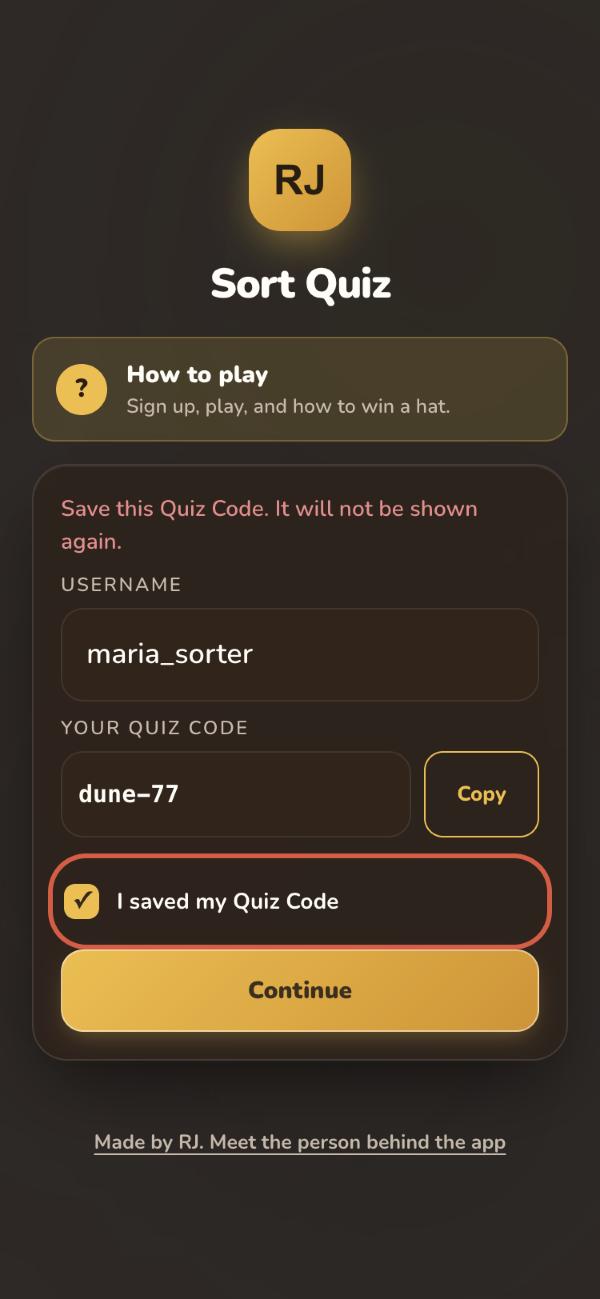 RJ
Sort Quiz
?
How to play
Sign up, play, and how to win a hat.
Save this Quiz Code. It will not be shown
again.
USERNAME
maria_sorter
YOUR QUIZ CODE
dune–77
Copy
✓ I saved my Quiz Code
Continue
Made by RJ. Meet the person behind the app